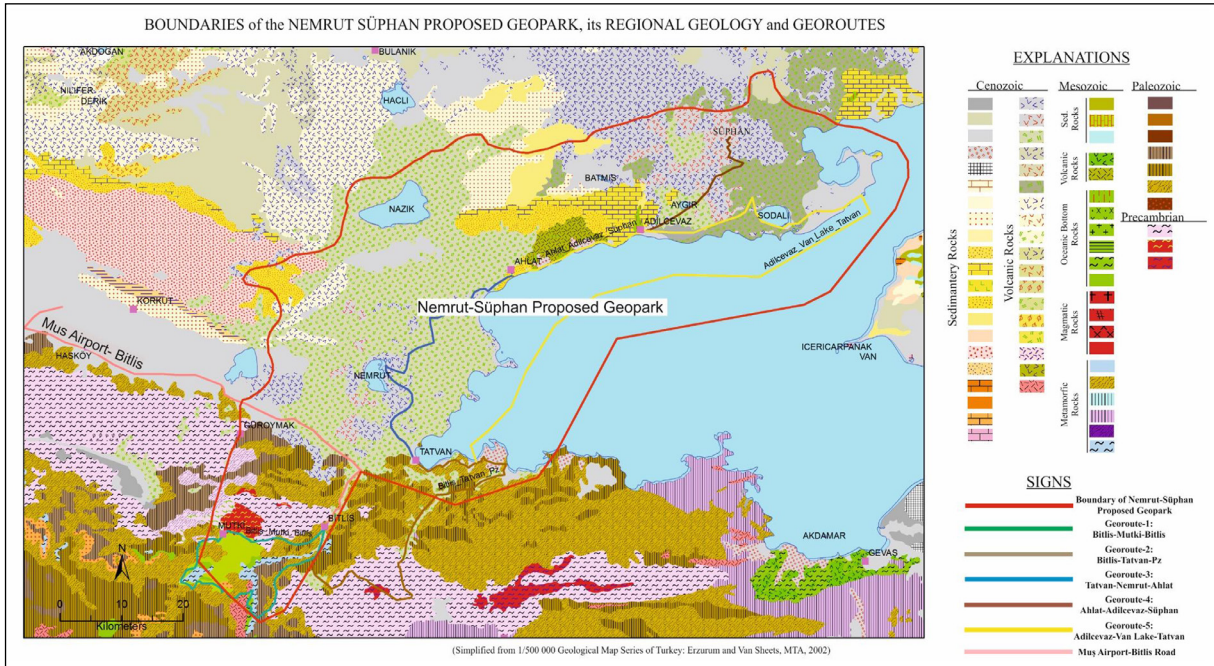 BOUNDARIES of the NEMRUT SÜPHAN PROPOSED GEOPARK, its REGIONAL GEOLOGY and GEOROUTES
AKDOGAN
BULANIK
NILIFER
DERIK
HACLI
SÜPHAN
BATMIS
NAZIK
AYGIR
SODALI
ADILCEVAZ
Ahlat_Adilcevaz_Süphan
Adilcevaz_Van_Lake_Tatvan
AHLAT
KORKUT
Nemrut-Süphan Proposed Geopark
Mus Airport- Bitlis
HASKOY
ICERICARPANAK
VAN
NEMRUT
GÜROYMAK
TATVAN
Bitlis_Tatvan_Pz
MUTKI
BITLIS
AKDAMAR
GEVAS
N
0 10 20
Kilometers
(Simplified from 1/500 000 Geological Map Series of Turkey: Erzurum and Van Sheets, MTA, 2002)
EXPLANATIONS
Cenozoic
Mesozoic
Paleozoic
Precambrian
Sedimantery Rocks
Volcanic Rocks
Sed.
Rocks
Volcanic
Rocks
Oceanic Bottom
Rocks
Magmatic
Rocks
Metamorfic
Rocks
SIGNS
Boundary of Nemrut-Süphan
Proposed Geopark
Georoute-1:
Bitlis-Mutki-Bitlis
Georoute-2:
Bitlis-Tatvan-Pz
Georoute-3:
Tatvan-Nemrut-Ahlat
Georoute-4:
Ahlat-Adilcevaz-Süphan
Georoute-5:
Adilcevaz-Van Lake-Tatvan
Muş Airport-Bitlis Road